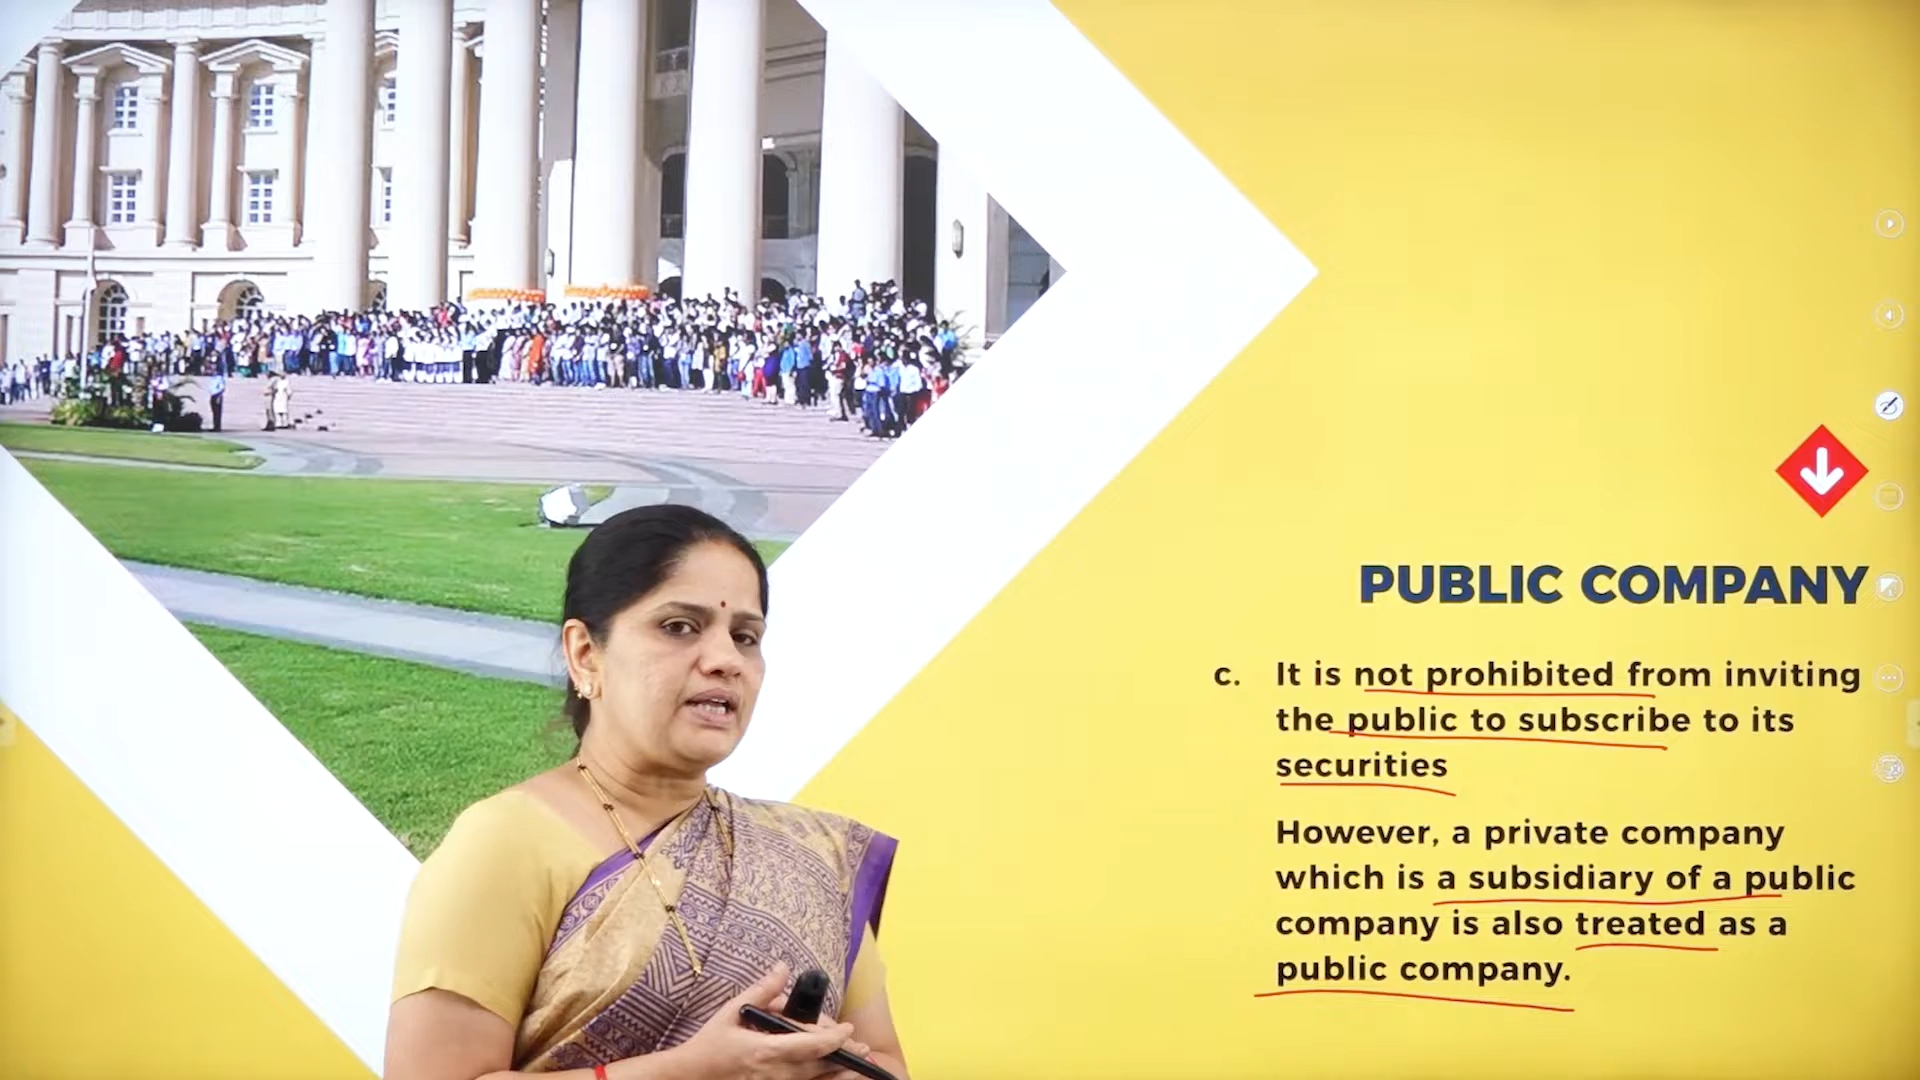 PUBLIC COMPANY
c. It is not prohibited from inviting
the public to subscribe to its
securities
However, a private company
which is a subsidiary of a public
company is also treated as a
public company.